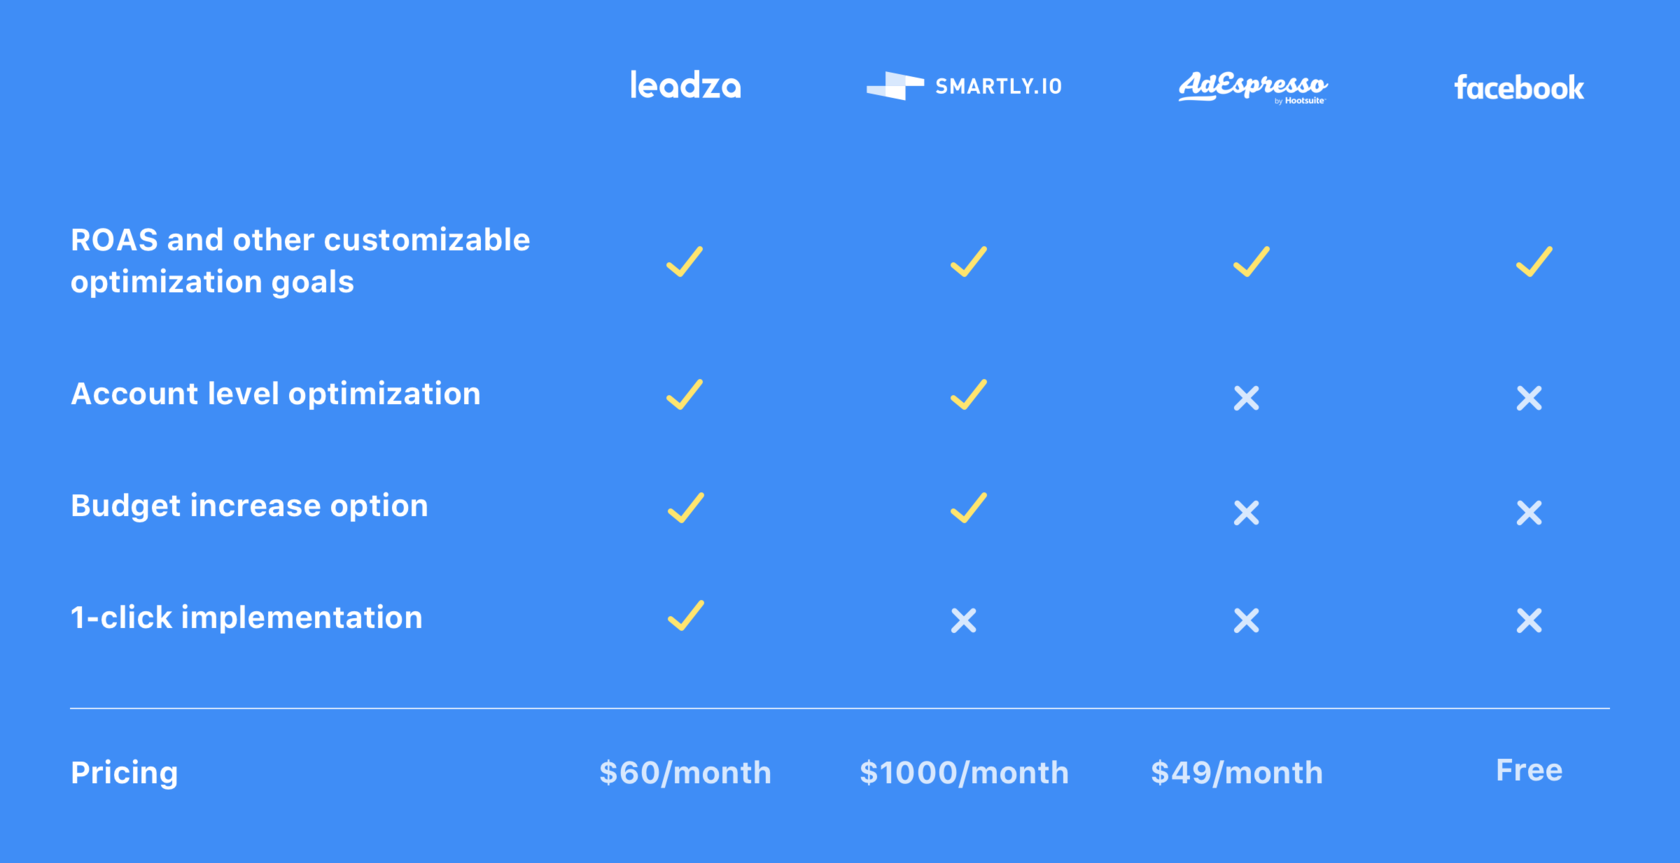 leadza
SMARTLY.IO
AdEspresso
by Hootsuite
facebook
ROAS and other customizable
optimization goals
Account level optimization
Budget increase option
1-click implementation
Pricing
$60/month
$1000/month
$49/month
Free